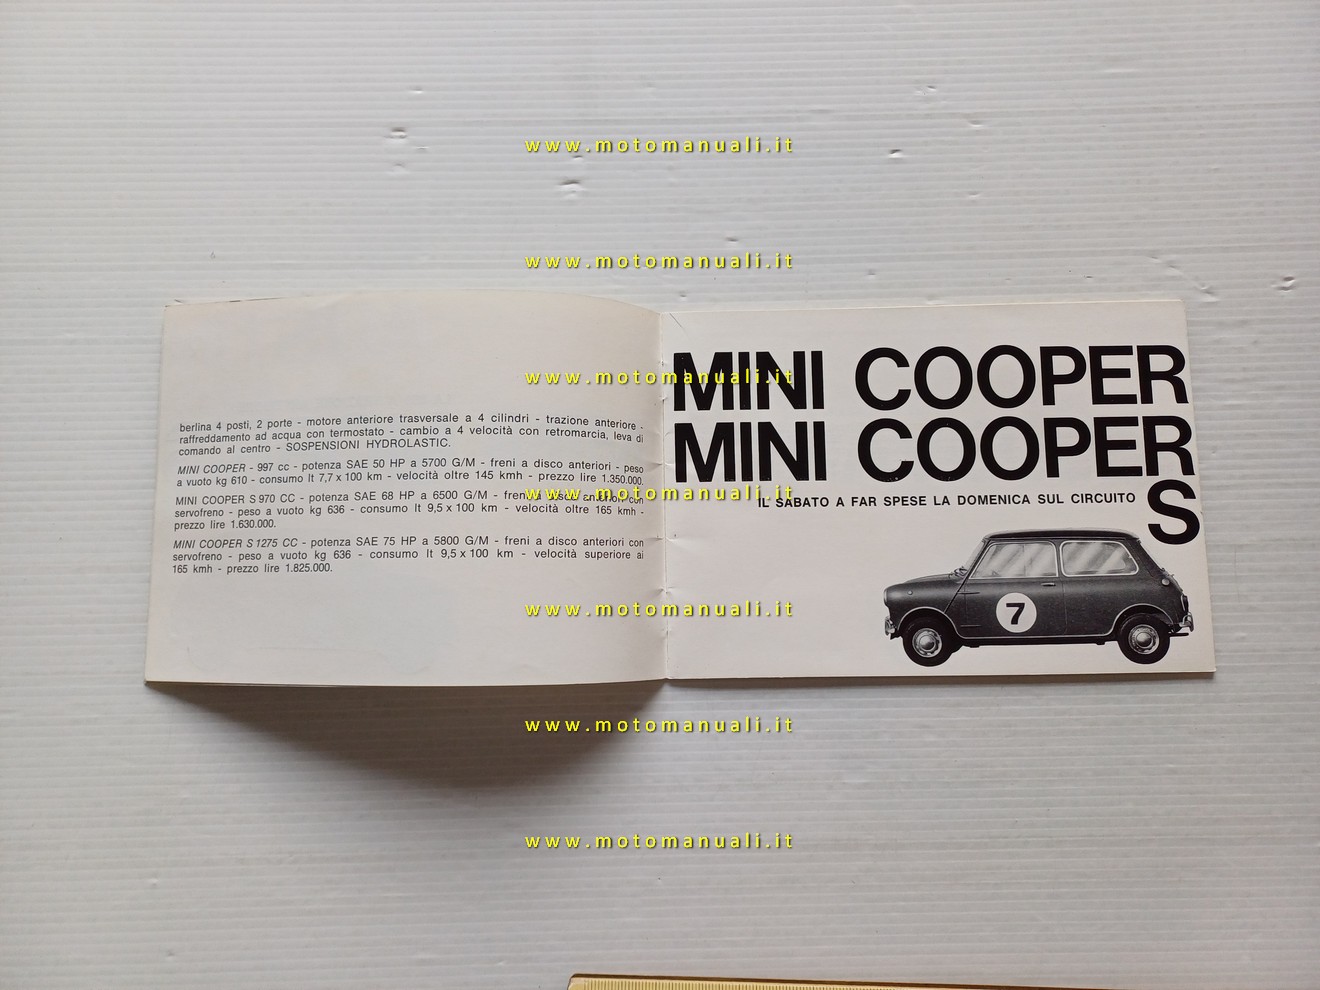 www.motomanuali.it
www.motomanuali.it
berlina 4 posti, 2 porte - motore anteriore trasversale a 4 cilindri - trazione anteriore -
raffreddamento ad acqua con termostato - cambio a 4 velocità con retromarcia, leva di
comando al centro - SOSPENSIONI HYDROLASTIC.
MINI COOPER - 997 cc - potenza SAE 50 HP a 5700 G/M - freni a disco anteriori - peso
a vuoto kg 610 - consumo lt 7,7 x 100 km - velocità oltre 145 kmh - prezzo lire 1.350.000.
MINI COOPER S 970 CC - potenza SAE 68 HP a 6500 G/M - freni a disco anteriori con
servofreno - peso a vuoto kg 636 - consumo lt 9,5 x 100 km - velocità oltre 165 kmh -
prezzo lire 1.630.000.
MINI COOPER S 1275 CC - potenza SAE 75 HP a 5800 G/M - freni a disco anteriori con
servofreno - peso a vuoto kg 636 - consumo lt 9,5 x 100 km - velocità superiore ai
165 kmh - prezzo lire 1.825.000.
MINI COOPER
www.motomanuali.it
MINI COOPER
S
www.motomanuali.it
IL SABATO A FAR SPESE LA DOMENICA SUL CIRCUITO
7
www.motomanuali.it
www.motomanuali.it
www.motomanuali.it